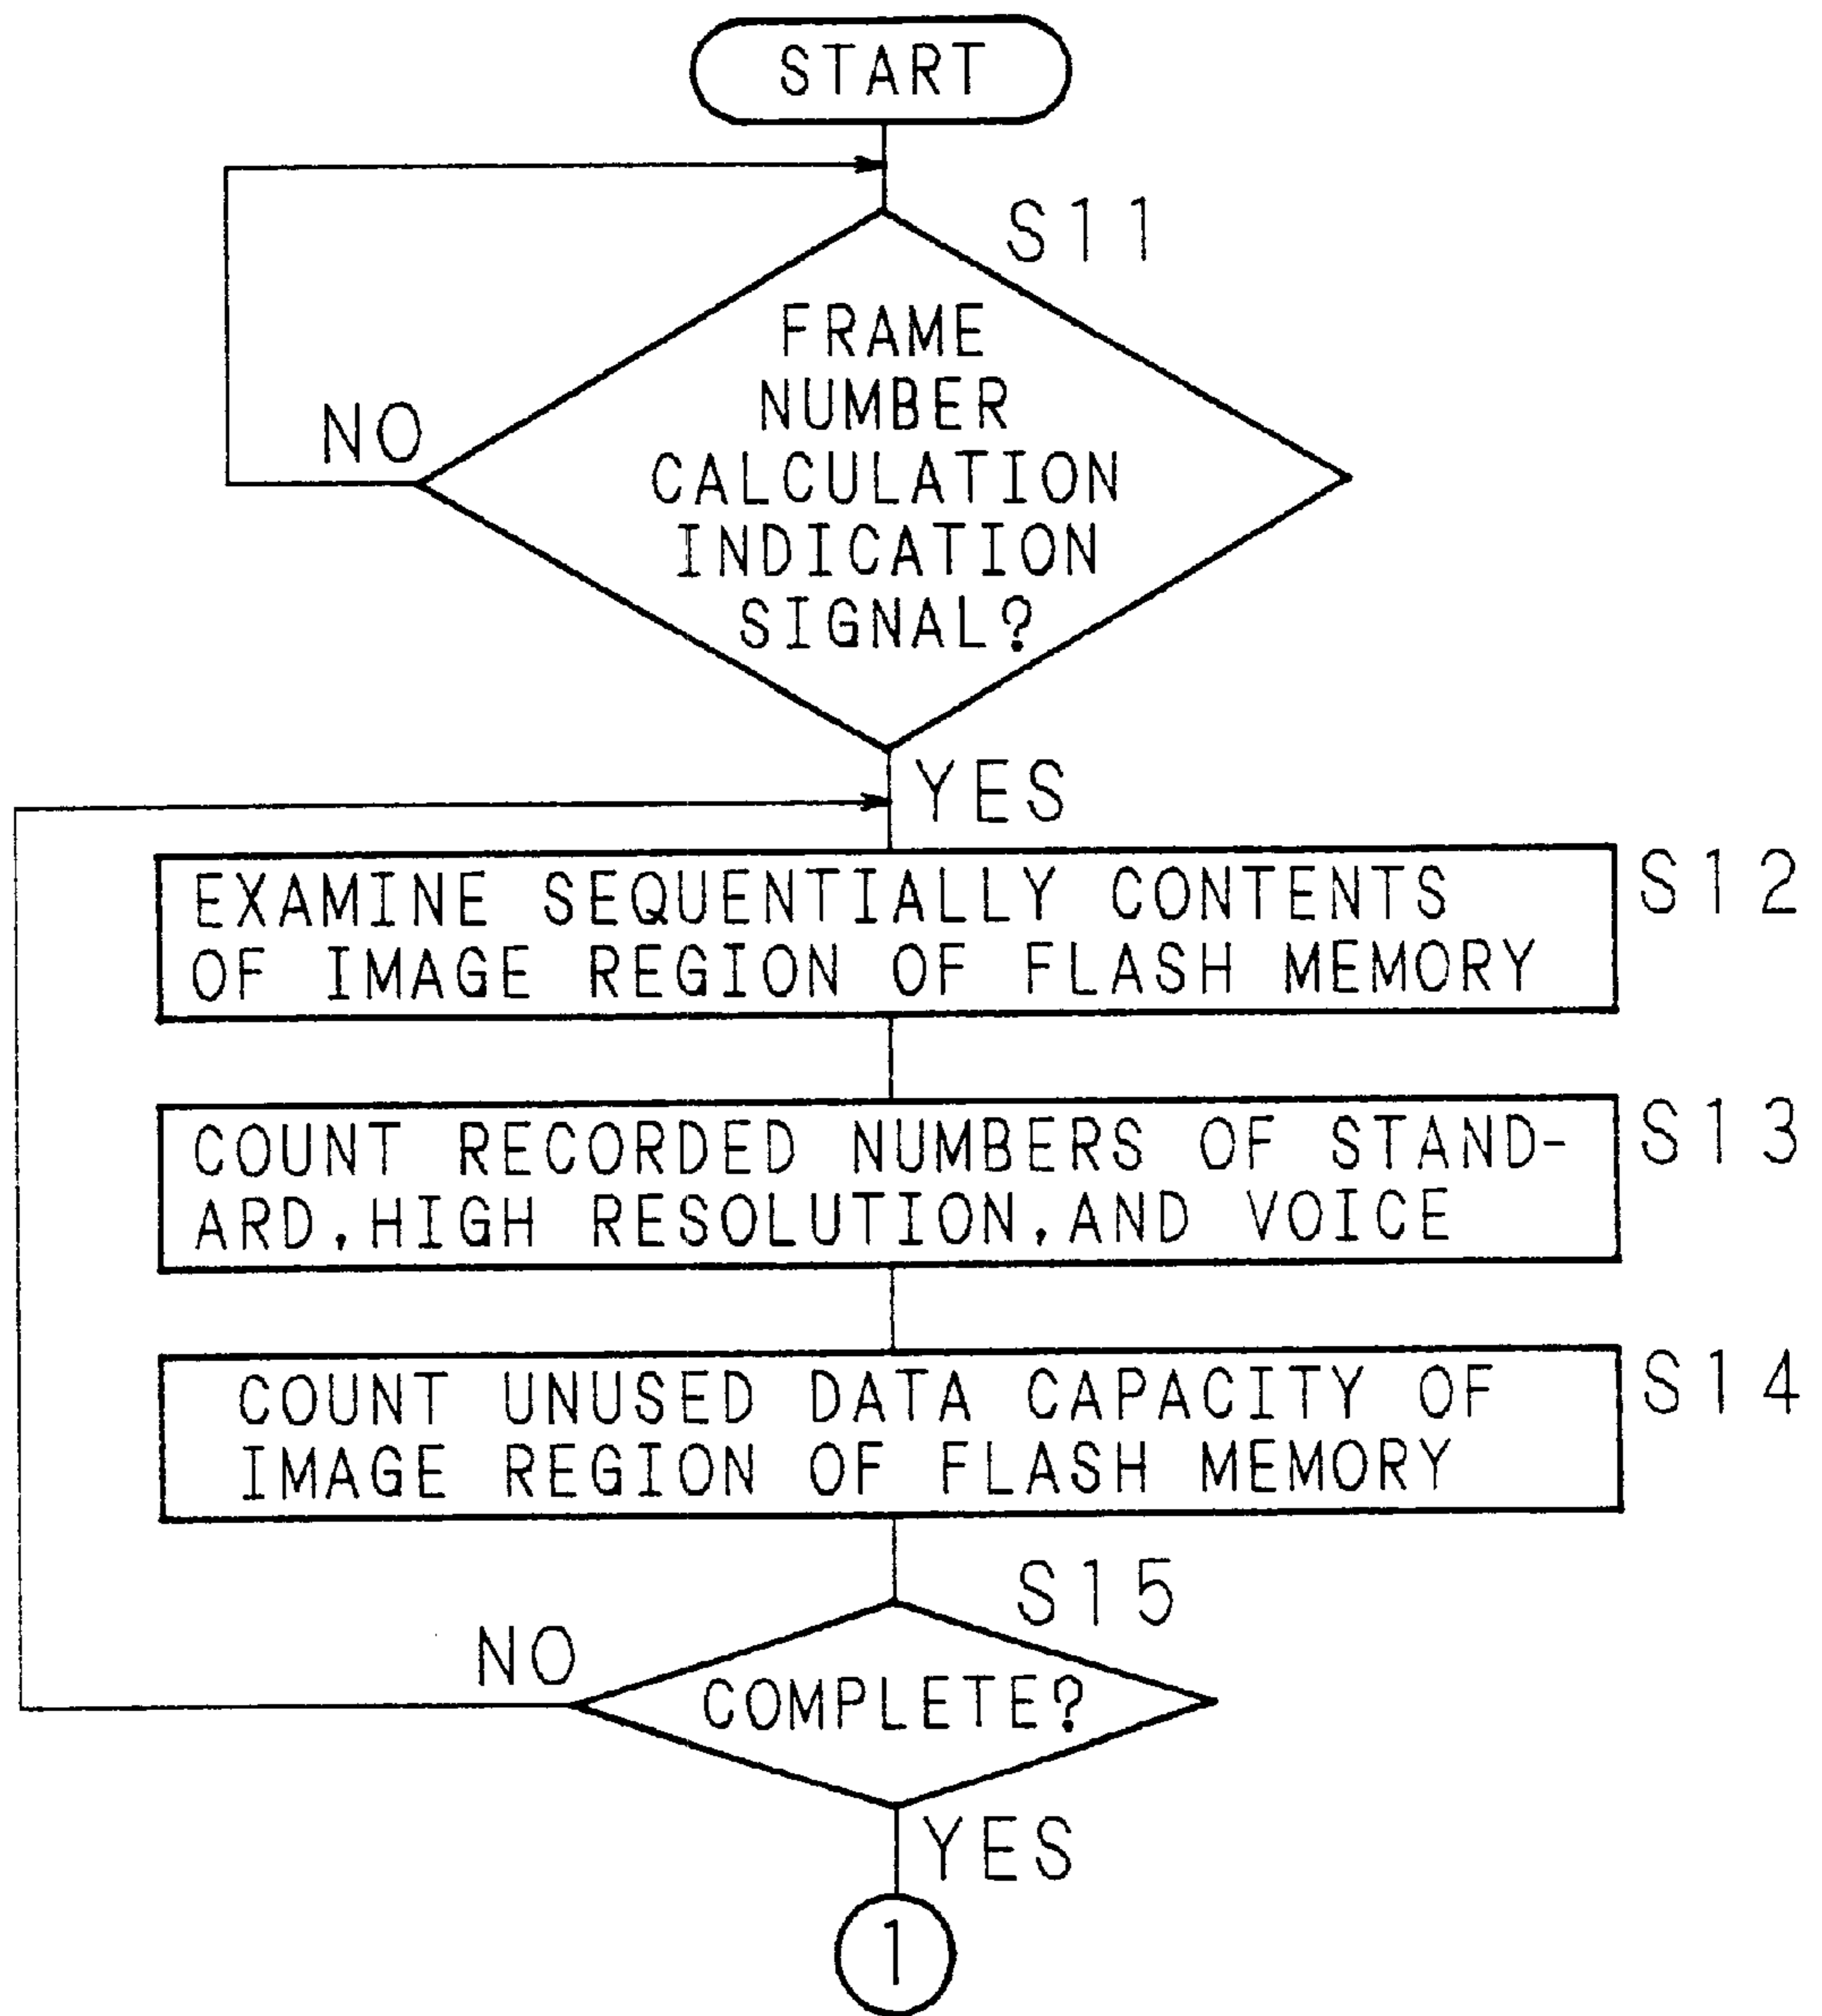 START
S11
FRAME
NUMBER
CALCULATION
INDICATION
SIGNAL?
NO
YES
EXAMINE SEQUENTIALLY CONTENTS
OF IMAGE REGION OF FLASH MEMORY
S12
COUNT RECORDED NUMBERS OF STAND-
ARD,HIGH RESOLUTION,AND VOICE
S13
COUNT UNUSED DATA CAPACITY OF
IMAGE REGION OF FLASH MEMORY
S14
S15
NO
COMPLETE?
YES
1